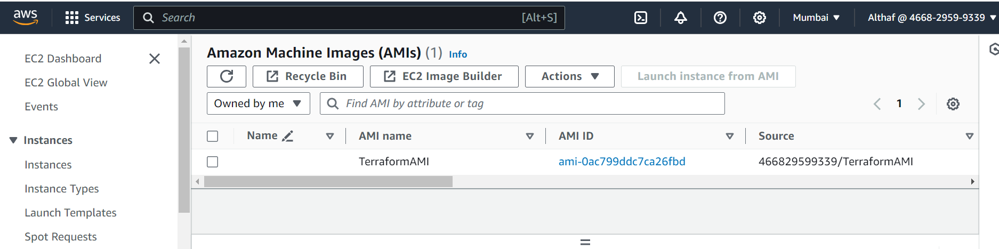 aws
Services
Search [Alt+S]
Mumbai
Althaf @ 4668-2959-9339
EC2 Dashboard
EC2 Global View
Events
Instances
Instances
Instance Types
Launch Templates
Spot Requests
Amazon Machine Images (AMIs) (1) Info
Recycle Bin
EC2 Image Builder
Actions
Launch instance from AMI
Owned by me
Find AMI by attribute or tag
1
Name AMI name AMI ID Source
TerraformAMI ami-0ac799ddc7ca26fbd 466829599339/TerraformAMI